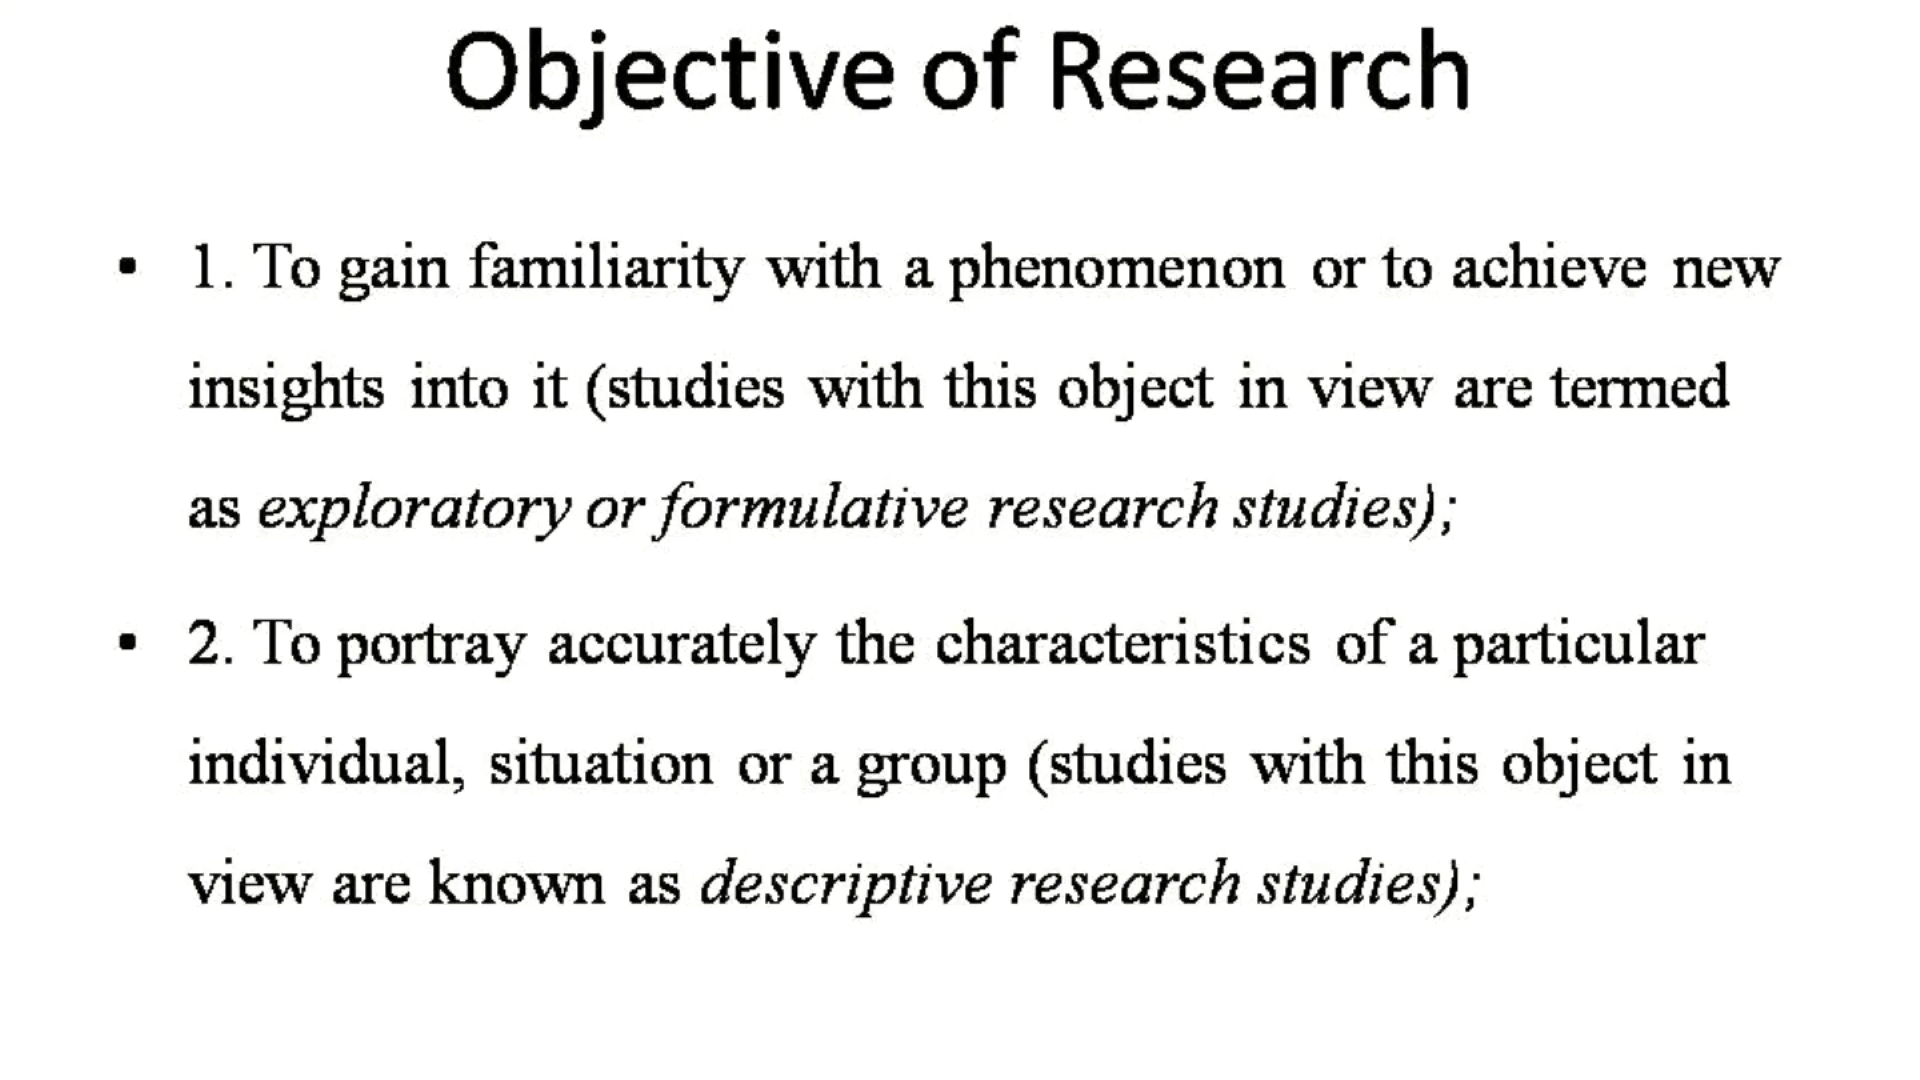 Objective of Research
• 1. To gain familiarity with a phenomenon or to achieve new
insights into it (studies with this object in view are termed
as exploratory or formulative research studies);
• 2. To portray accurately the characteristics of a particular
individual, situation or a group (studies with this object in
view are known as descriptive research studies);